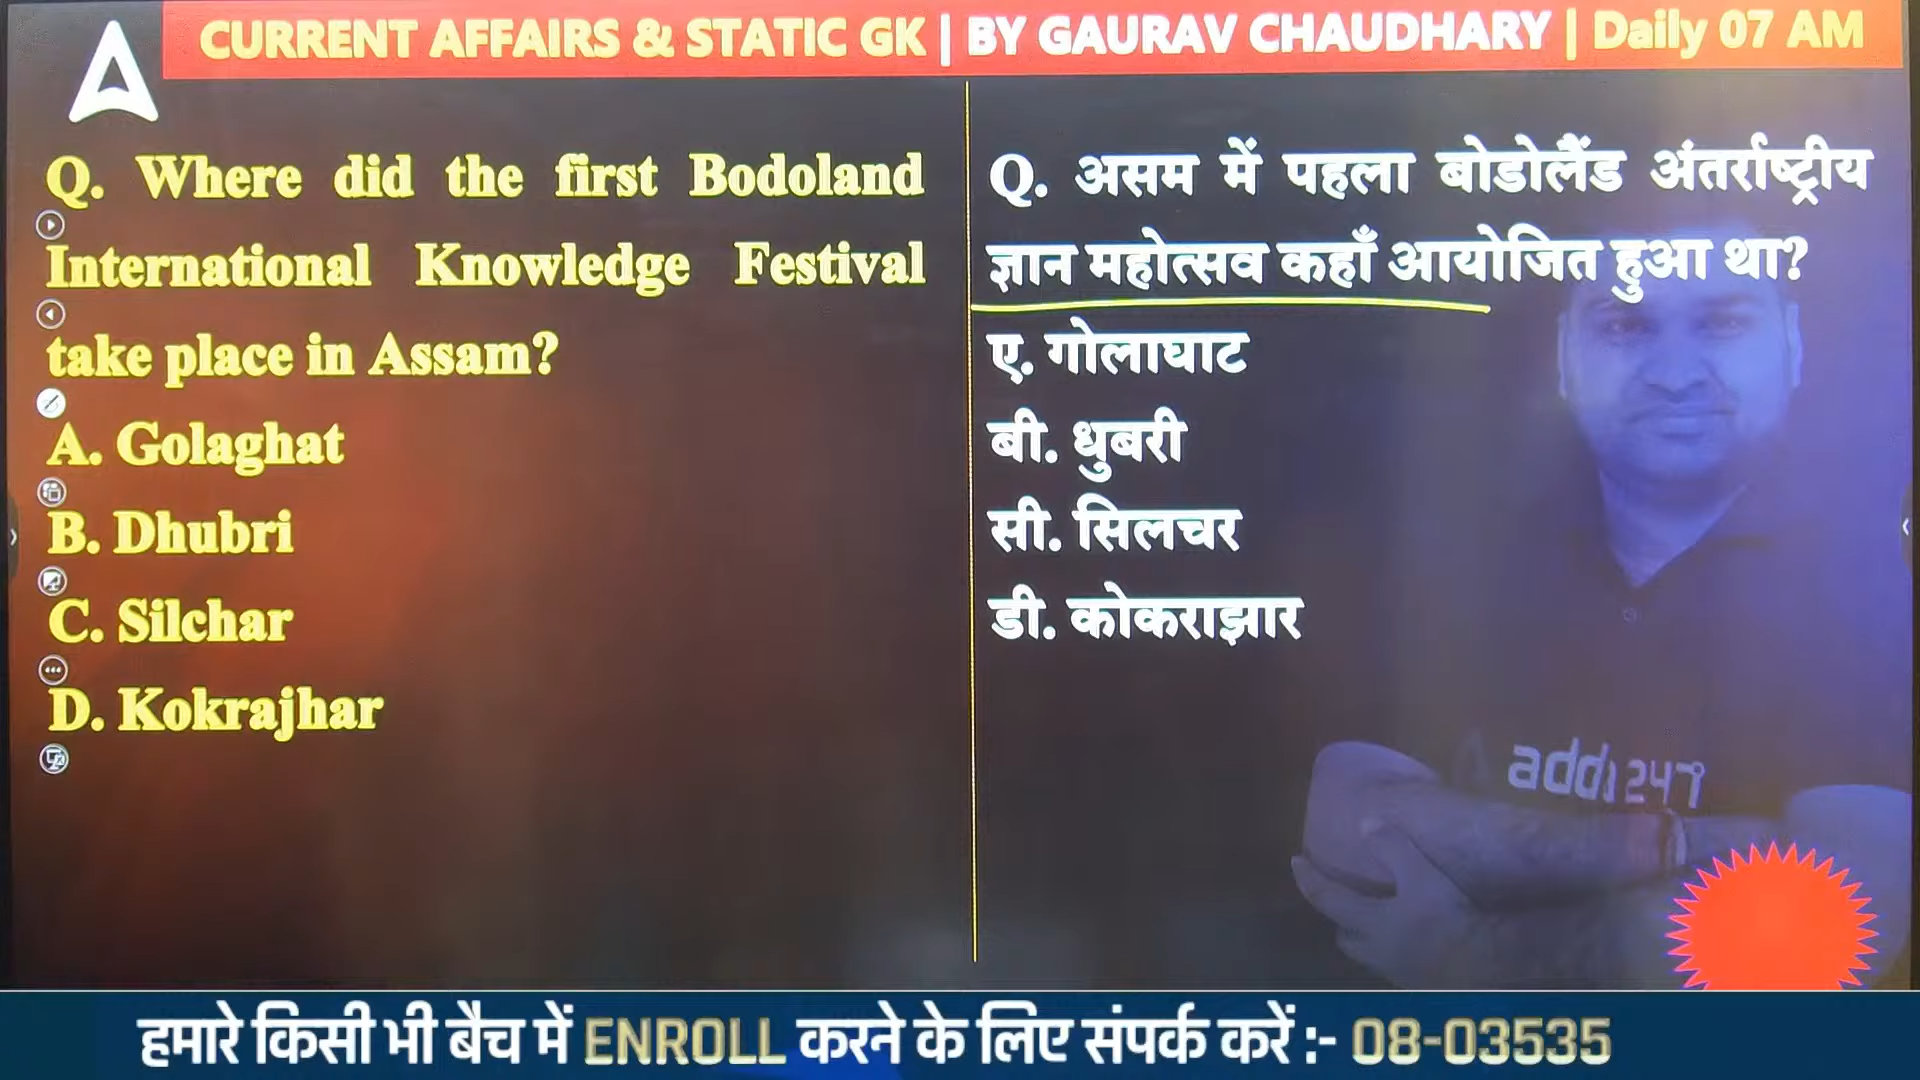 CURRENT AFFAIRS & STATIC GK | BY GAURAV CHAUDHARY | Daily 07 AM
Q. Where did the first Bodoland
International Knowledge Festival
take place in Assam?
A. Golaghat
B. Dhubri
C. Silchar
D. Kokrajhar
Q. असम में पहला बोडोलैंड अंतर्राष्ट्रीय
ज्ञान महोत्सव कहाँ आयोजित हुआ था?
ए. गोलाघाट
बी. धुबरी
सी. सिलचर
डी. कोकराझार
adda247
हमारे किसी भी बैच में ENROLL करने के लिए संपर्क करें :- 08-03535